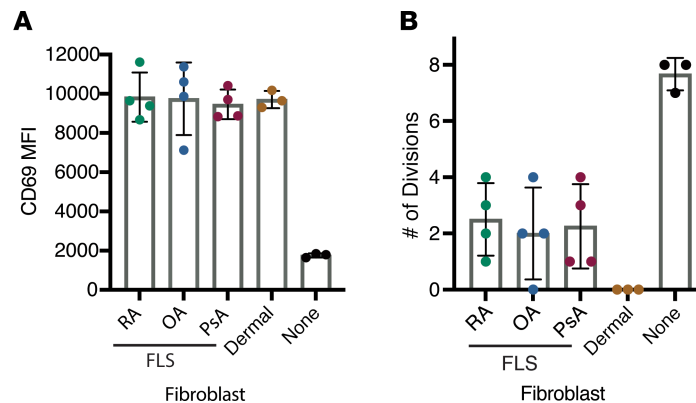 A
CD69 MFI
12000
10000
8000
6000
4000
2000
0
RA
OA
PsA
Dermal
None
FLS
Fibroblast
B
# of Divisions
8
6
4
2
0
RA
OA
PsA
Dermal
None
FLS
Fibroblast